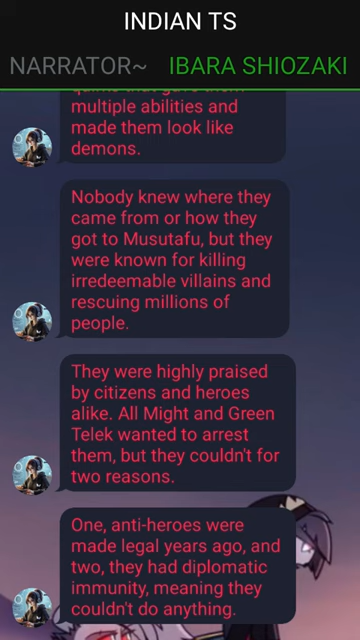 INDIAN TS
NARRATOR~ IBARA SHIOZAKI
multiple abilities and
made them look like
demons.
Nobody knew where they
came from or how they
got to Musutafu, but they
were known for killing
irredeemable villains and
rescuing millions of
people.
They were highly praised
by citizens and heroes
alike. All Might and Green
Telek wanted to arrest
them, but they couldn't for
two reasons.
One, anti-heroes were
made legal years ago, and
two, they had diplomatic
immunity, meaning they
couldn't do anything.